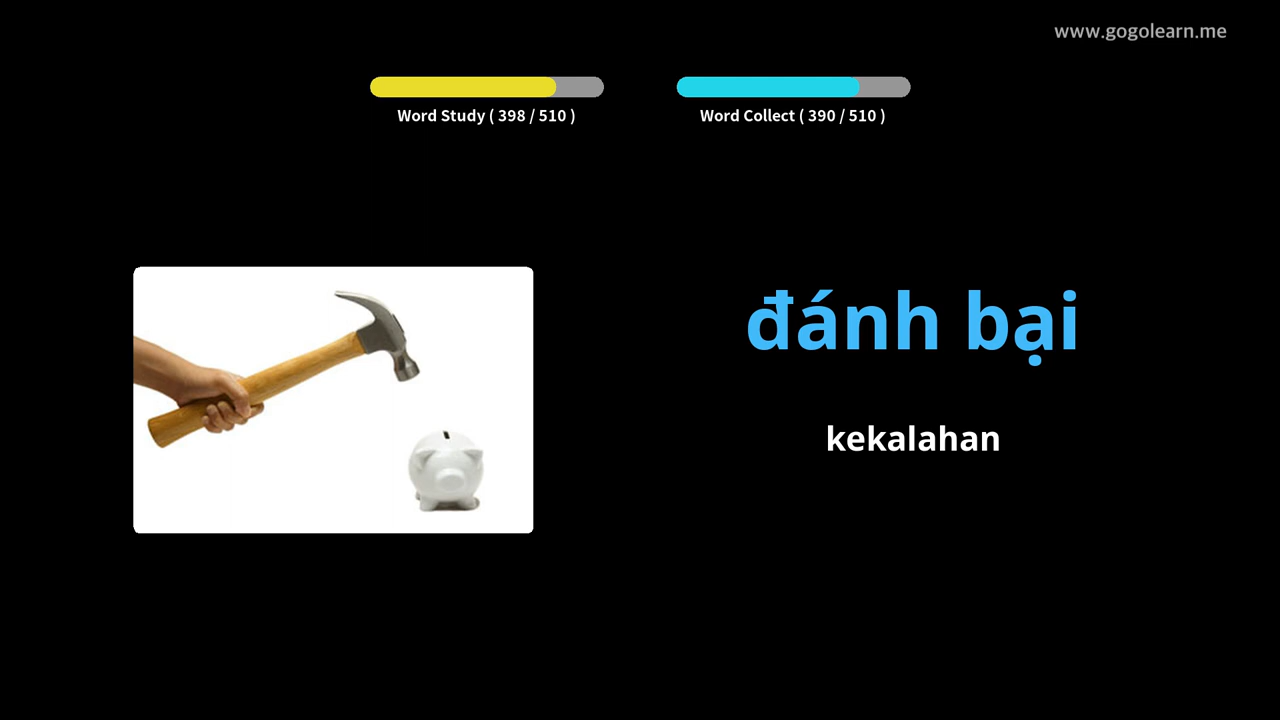 www.gogolearn.me
Word Study ( 398 / 510 )
Word Collect ( 390 / 510 )
đánh bại
kekalahan